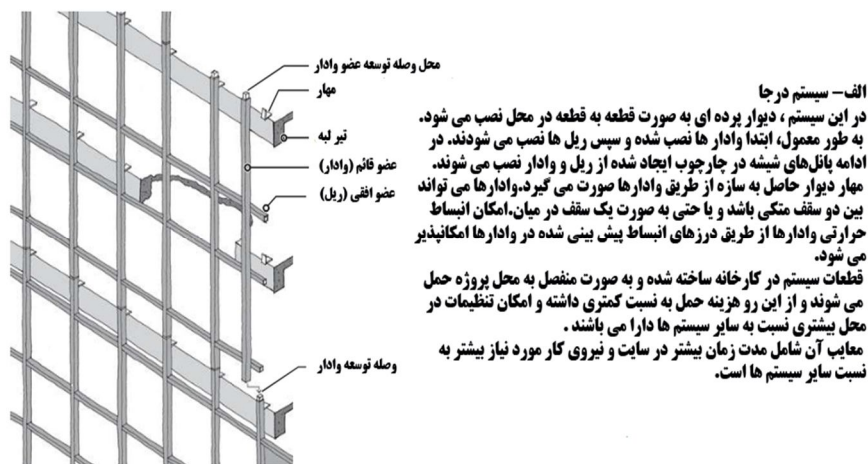 محل وصله توسعه عضو وادار
مهار
تیر لبه
عضو قائم (وادار)
عضو افقی (ریل)
وصله توسعه وادار
الف- سیستم درجا
در این سیستم ، دیوار پرده ای به صورت قطعه به قطعه در محل نصب می شود.
به طور معمول، ابتدا وادار ها نصب شده و سپس ریل ها نصب می شودند. در
ادامه پانل‌های شیشه در چارچوب ایجاد شده از ریل و وادار نصب می شوند.
مهار دیوار حاصل به سازه از طریق وادارها صورت می گیرد.وادارها می تواند
بین دو سقف متکی باشد و یا حتی به صورت یک سقف در میان.امکان انبساط
حرارتی وادارها از طریق درزهای انبساط پیش بینی شده در وادارها امکانپذیر
می شود.
قطعات سیستم در کارخانه ساخته شده و به صورت منفصل به محل پروژه حمل
می شوند و از این رو هزینه حمل به نسبت کمتری داشته و امکان تنظیمات در
محل بیشتری نسبت به سایر سیستم ها دارا می باشند .
معایب آن شامل مدت زمان بیشتر در سایت و نیروی کار مورد نیاز بیشتر به
نسبت سایر سیستم ها است.